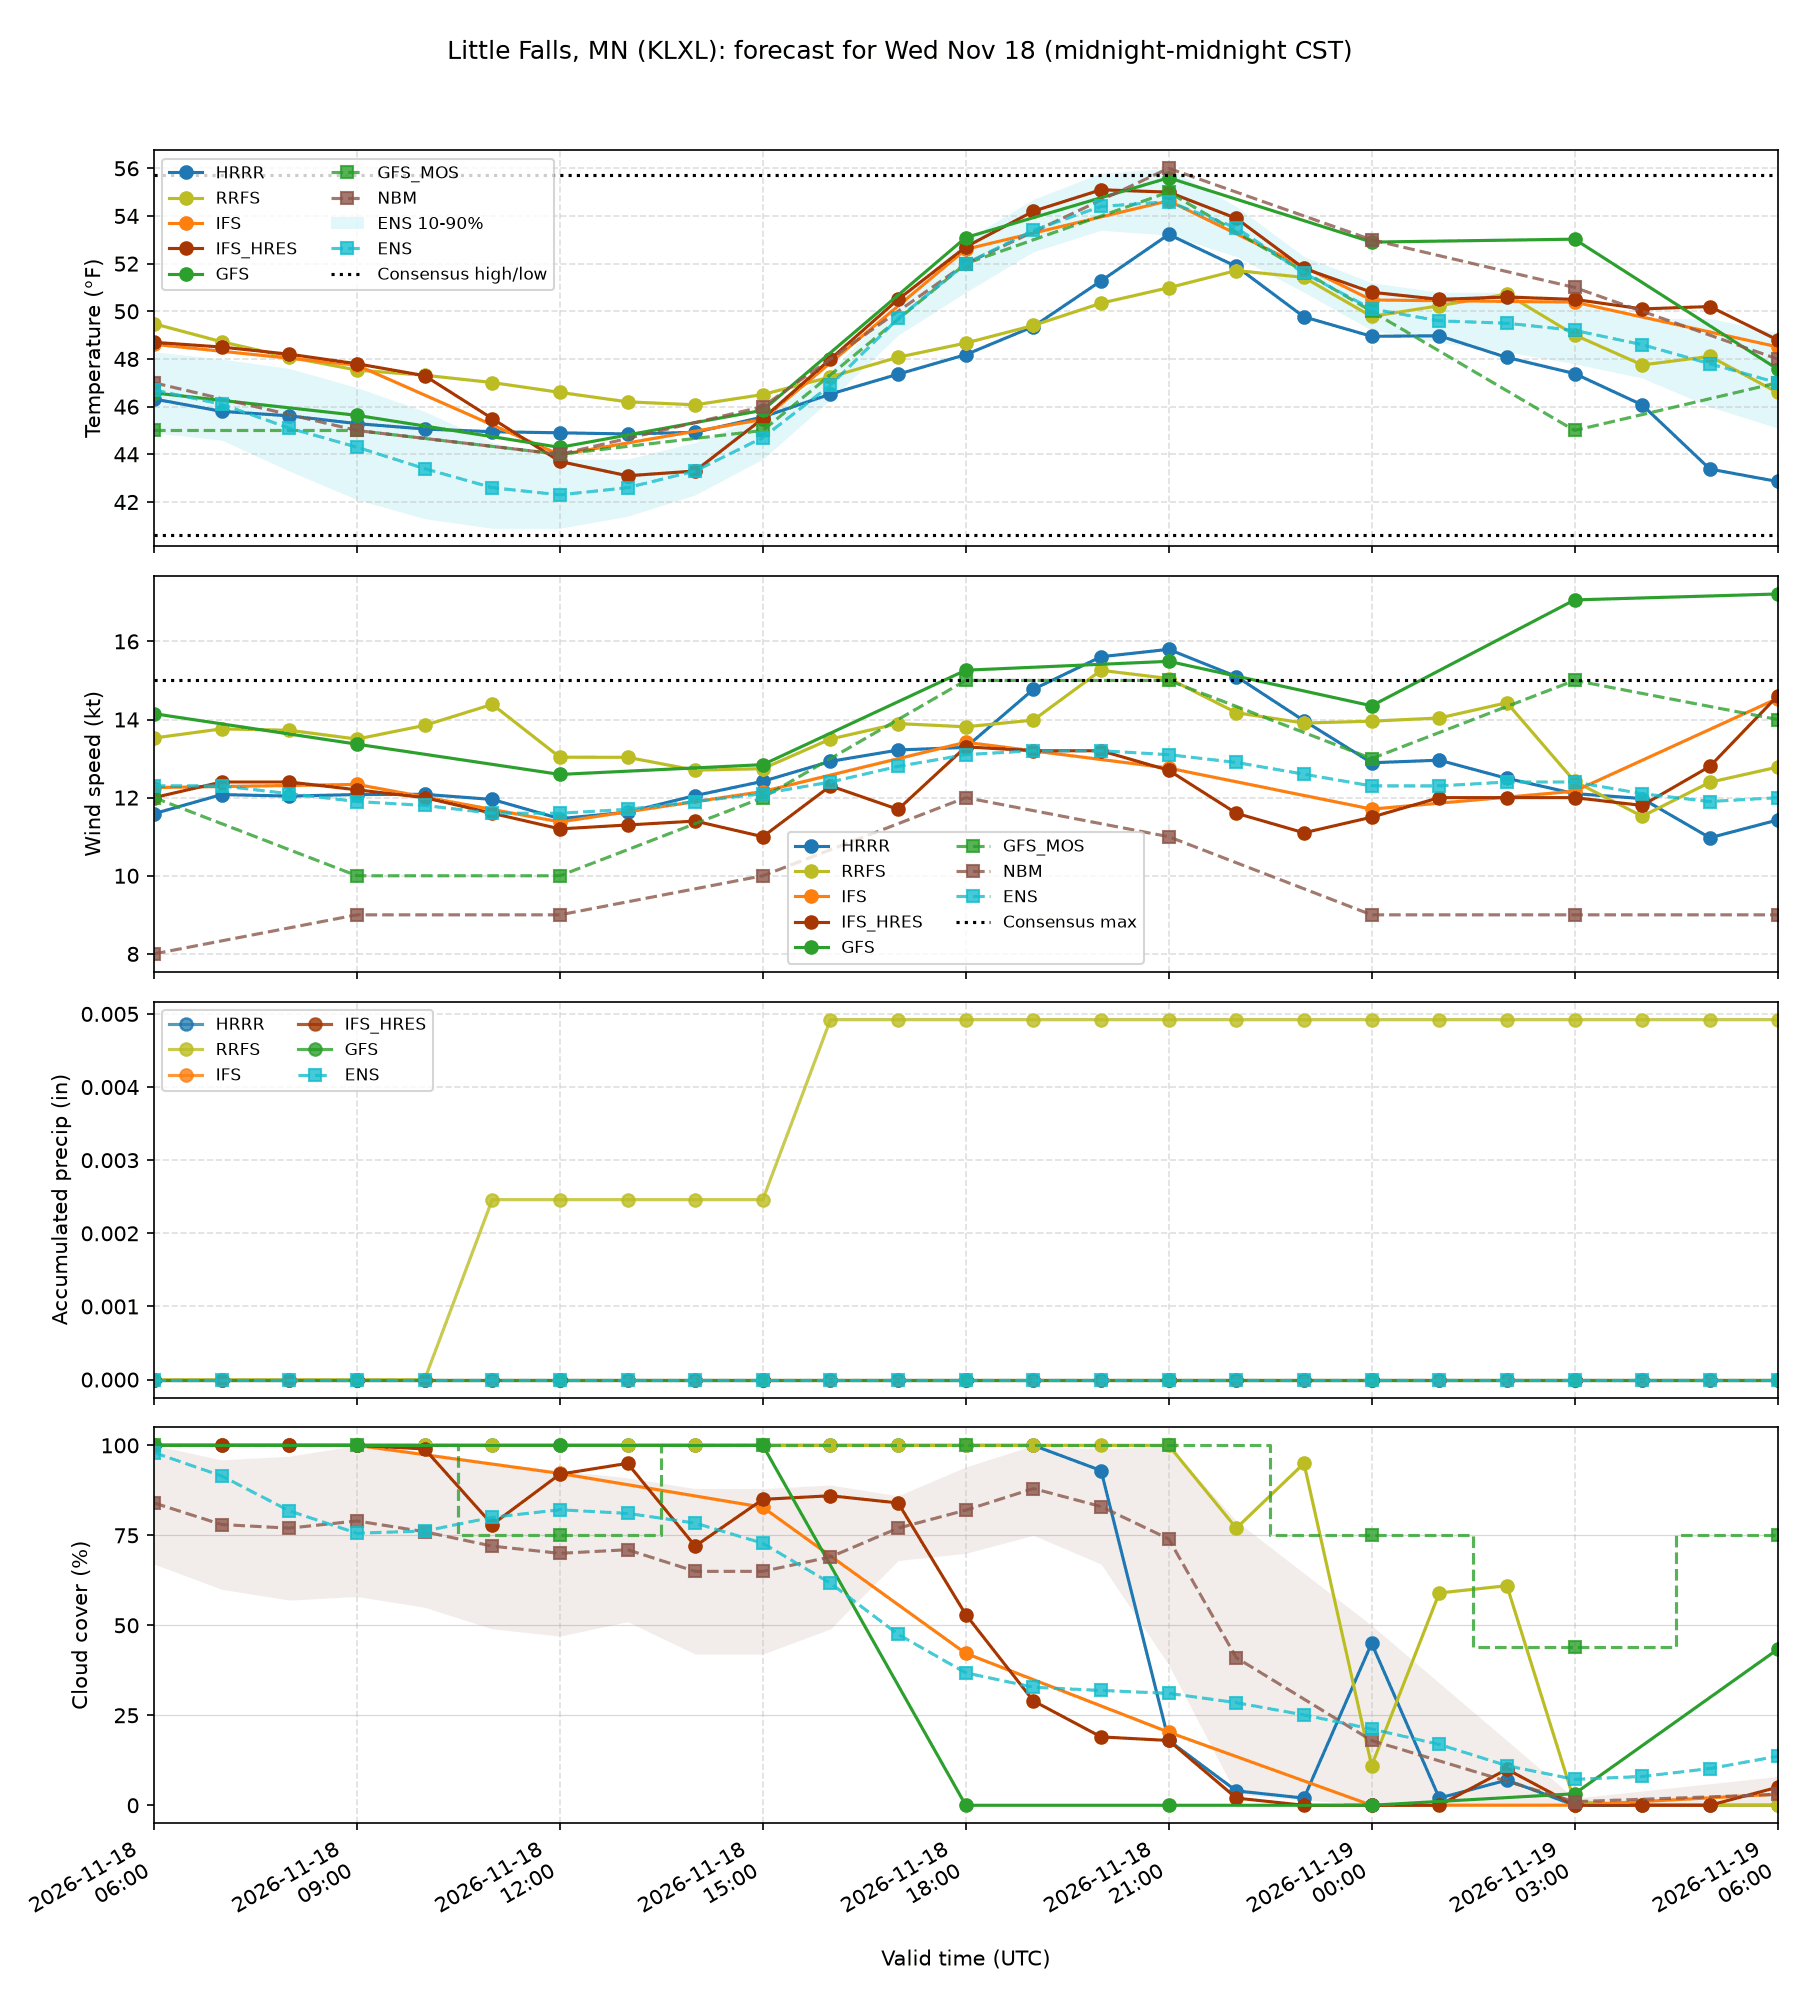 Little Falls, MN (KLXL): forecast for Wed Nov 18 (midnight-midnight CST)
Temperature (°F)
56
54
52
50
48
46
44
42
HRRR
RRFS
IFS
IFS_HRES
GFS
GFS_MOS
NBM
ENS 10-90%
ENS
Consensus high/low
Wind speed (kt)
16
14
12
10
8
HRRR
RRFS
IFS
IFS_HRES
GFS
GFS_MOS
NBM
ENS
Consensus max
Accumulated precip (in)
0.005
0.004
0.003
0.002
0.001
0.000
HRRR
RRFS
IFS
IFS_HRES
GFS
ENS
Cloud cover (%)
100
75
50
25
0
2026-11-18
06:00
2026-11-18
09:00
2026-11-18
12:00
2026-11-18
15:00
2026-11-18
18:00
2026-11-18
21:00
2026-11-19
00:00
2026-11-19
03:00
2026-11-19
06:00
Valid time (UTC)